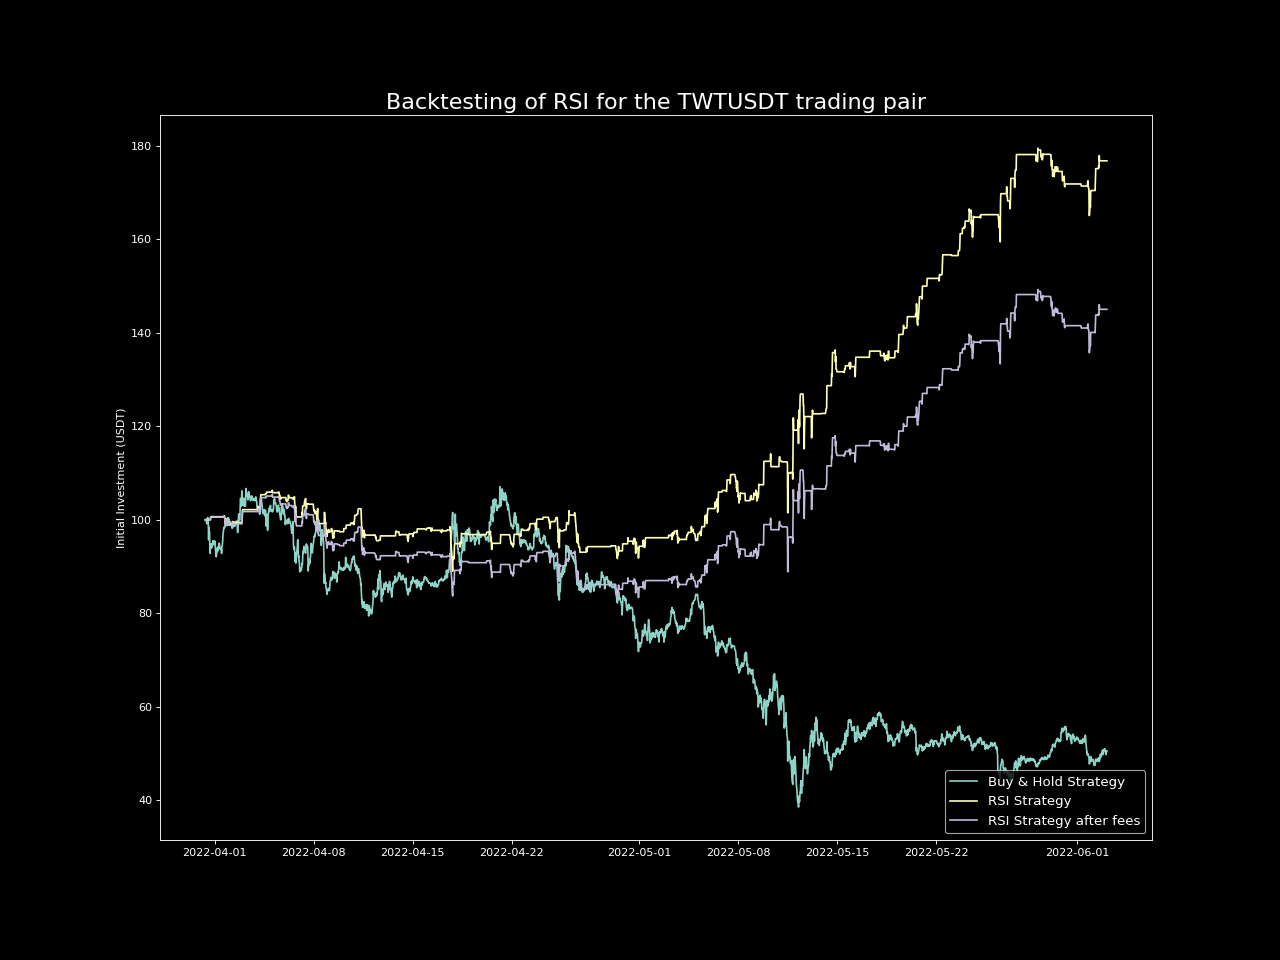 Backtesting of RSI for the TWTUSDT trading pair
Initial Investment (USDT)
180
160
140
120
100
80
60
40
2022-04-01 2022-04-08 2022-04-15 2022-04-22 2022-05-01 2022-05-08 2022-05-15 2022-05-22 2022-06-01
Buy & Hold Strategy
RSI Strategy
RSI Strategy after fees